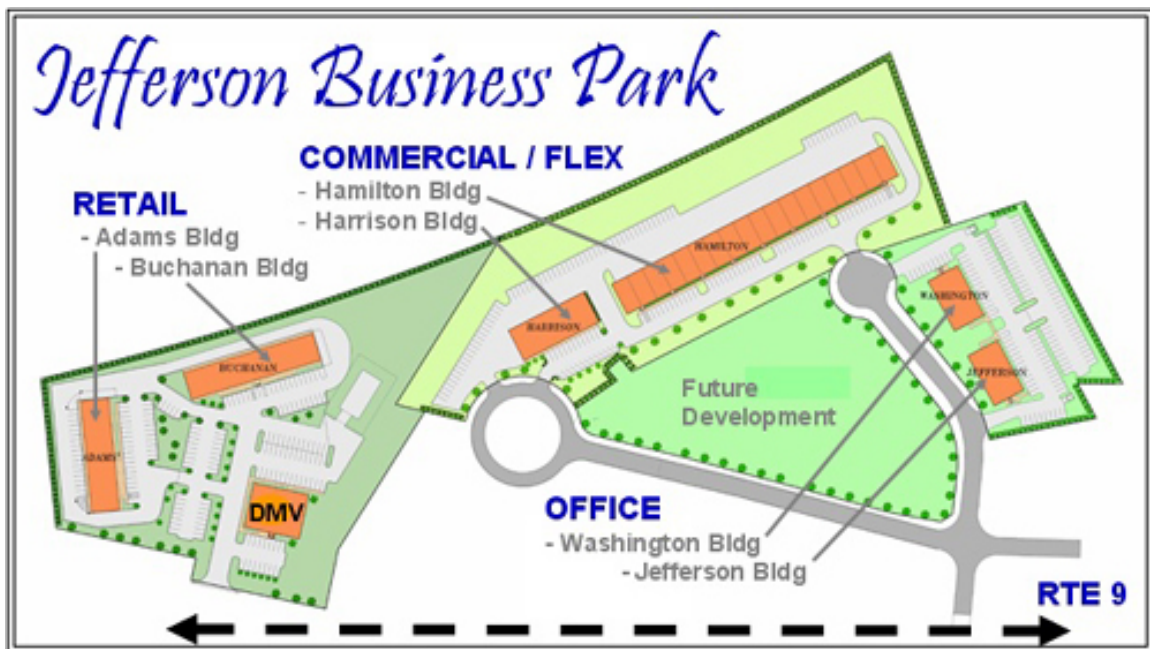 Jefferson Business Park
COMMERCIAL / FLEX
- Hamilton Bldg
- Harrison Bldg
RETAIL
- Adams Bldg
- Buchanan Bldg
HAMILTON
WASHINGTON
HARRISON
BUCHANAN
JEFFERSON
Future
Development
ADAMS
DMV
OFFICE
- Washington Bldg
- Jefferson Bldg
RTE 9